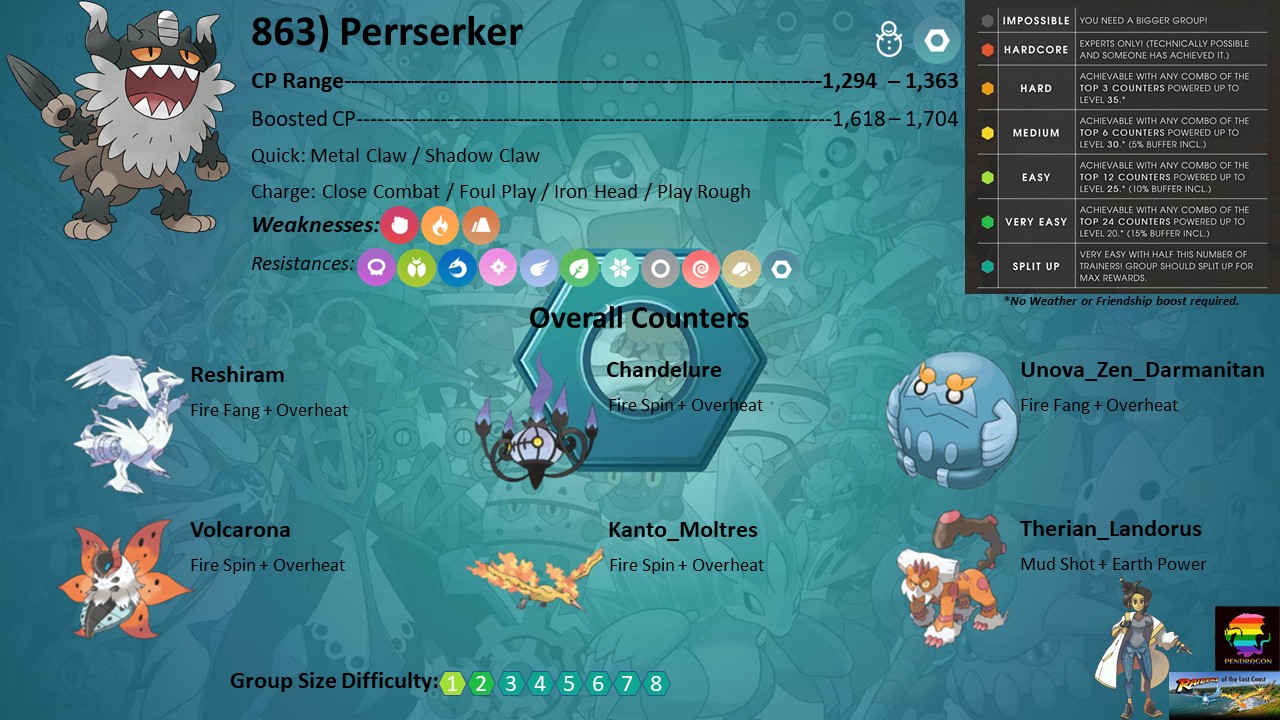 863) Perrserker
CP Range------------------------------------------------------------------------------------1,294 – 1,363
Boosted CP------------------------------------------------------------------------------------1,618 – 1,704
Quick: Metal Claw / Shadow Claw
Charge: Close Combat / Foul Play / Iron Head / Play Rough
Weaknesses:
Resistances:
IMPOSSIBLE YOU NEED A BIGGER GROUP!
HARDCORE EXPERTS ONLY! (TECHNICALLY POSSIBLE
AND SOMEONE HAS ACHIEVED IT.)
HARD ACHIEVABLE WITH ANY COMBO OF THE
TOP 3 COUNTERS POWERED UP TO
LEVEL 35.*
MEDIUM ACHIEVABLE WITH ANY COMBO OF THE
TOP 6 COUNTERS POWERED UP TO
LEVEL 30.* (5% BUFFER INCL.)
EASY ACHIEVABLE WITH ANY COMBO OF THE
TOP 12 COUNTERS POWERED UP TO
LEVEL 25.* (10% BUFFER INCL.)
VERY EASY ACHIEVABLE WITH ANY COMBO OF THE
TOP 24 COUNTERS POWERED UP TO
LEVEL 20.* (15% BUFFER INCL.)
SPLIT UP VERY EASY WITH HALF THIS NUMBER OF
TRAINERS! GROUP SHOULD SPLIT UP FOR
MAX REWARDS.
*No Weather or Friendship boost required.
Overall Counters
Reshiram
Fire Fang + Overheat
Chandelure
Fire Spin + Overheat
Unova_Zen_Darmanitan
Fire Fang + Overheat
Volcarona
Fire Spin + Overheat
Kanto_Moltres
Fire Spin + Overheat
Therian_Landorus
Mud Shot + Earth Power
Group Size Difficulty: 1 2 3 4 5 6 7 8
PENDRAGON
RAIDERS of the Lost Coast